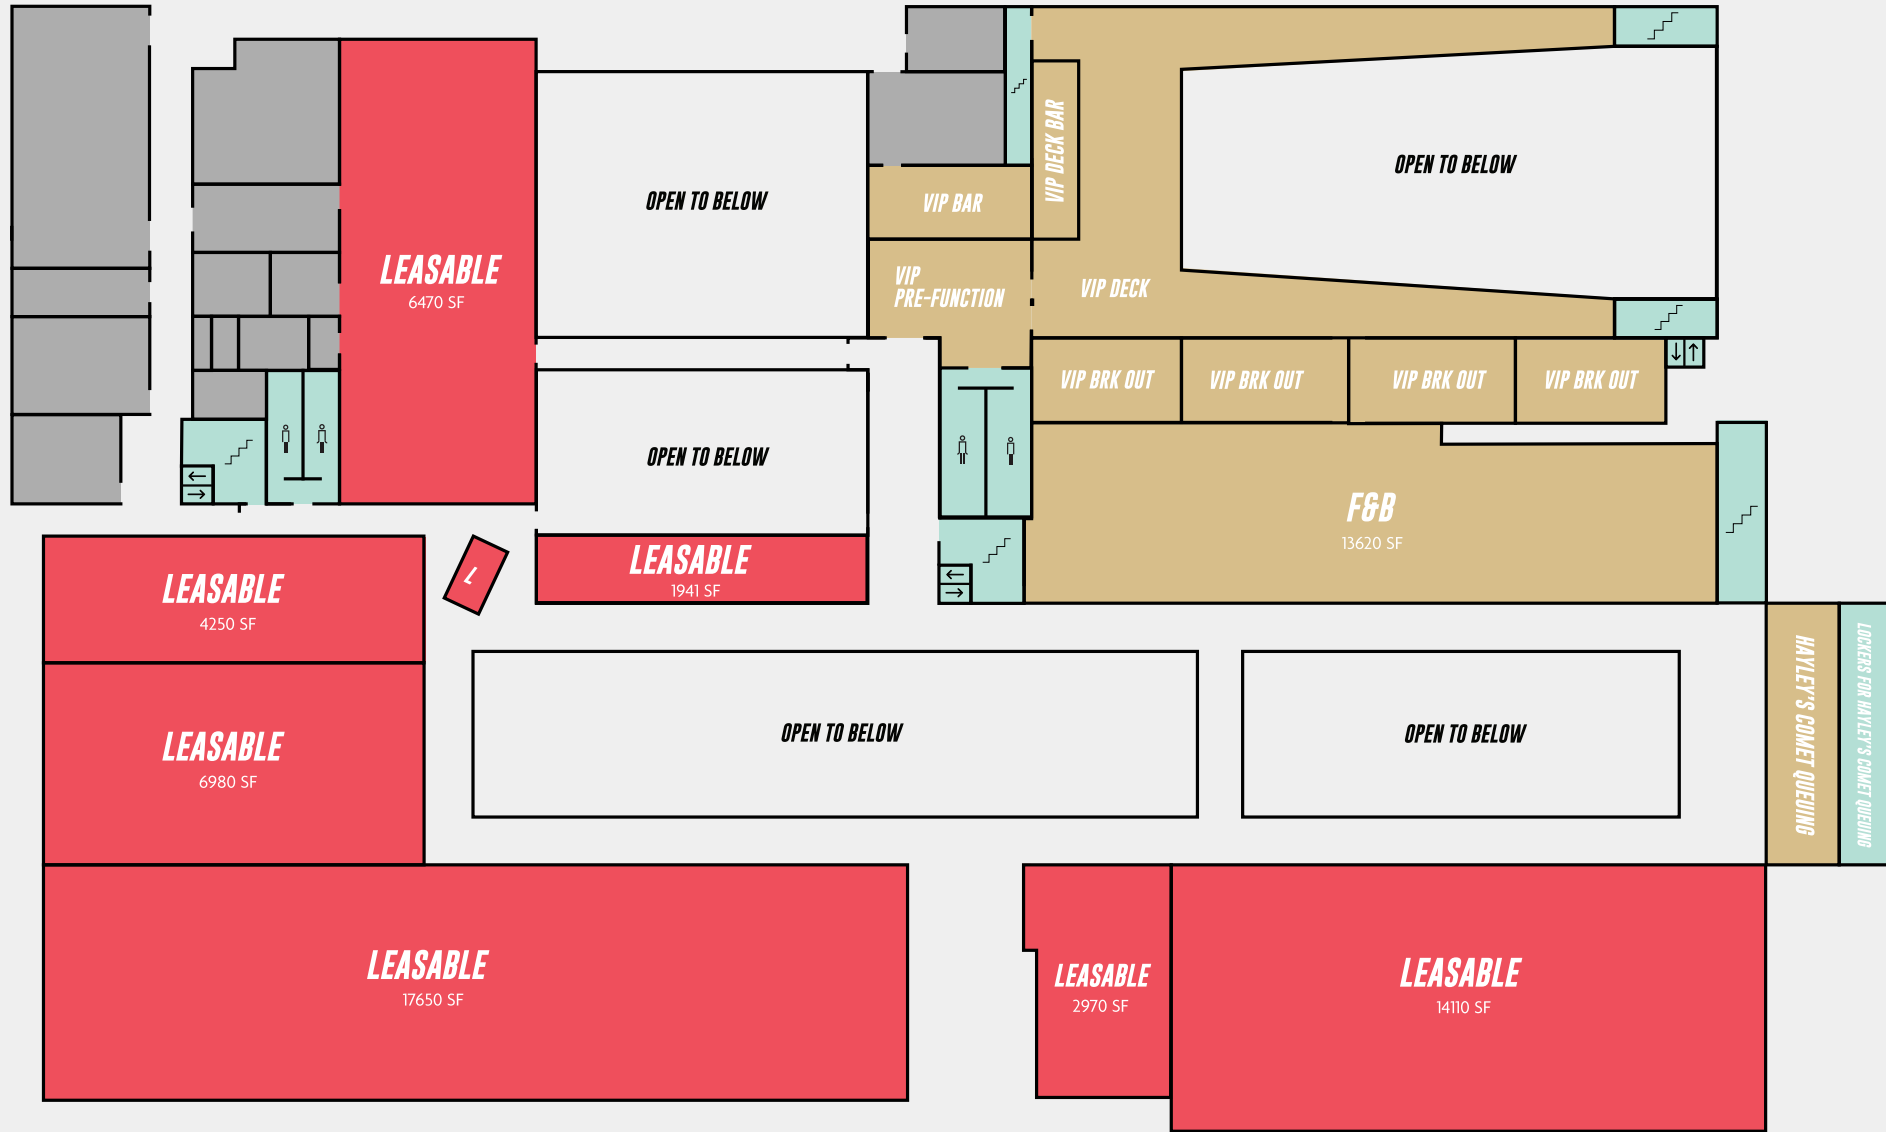 OPEN TO BELOW
VIP DECK BAR
OPEN TO BELOW
VIP BAR
LEASABLE
6470 SF
VIP
PRE-FUNCTION
VIP DECK
VIP BRK OUT
VIP BRK OUT
VIP BRK OUT
VIP BRK OUT
OPEN TO BELOW
F&B
13620 SF
LEASABLE
4250 SF
L
LEASABLE
1941 SF
LEASABLE
6980 SF
OPEN TO BELOW
OPEN TO BELOW
HAYLEY'S COMET QUEUING
LOCKERS FOR HAYLEY'S COMET QUEUING
LEASABLE
17650 SF
LEASABLE
2970 SF
LEASABLE
14110 SF